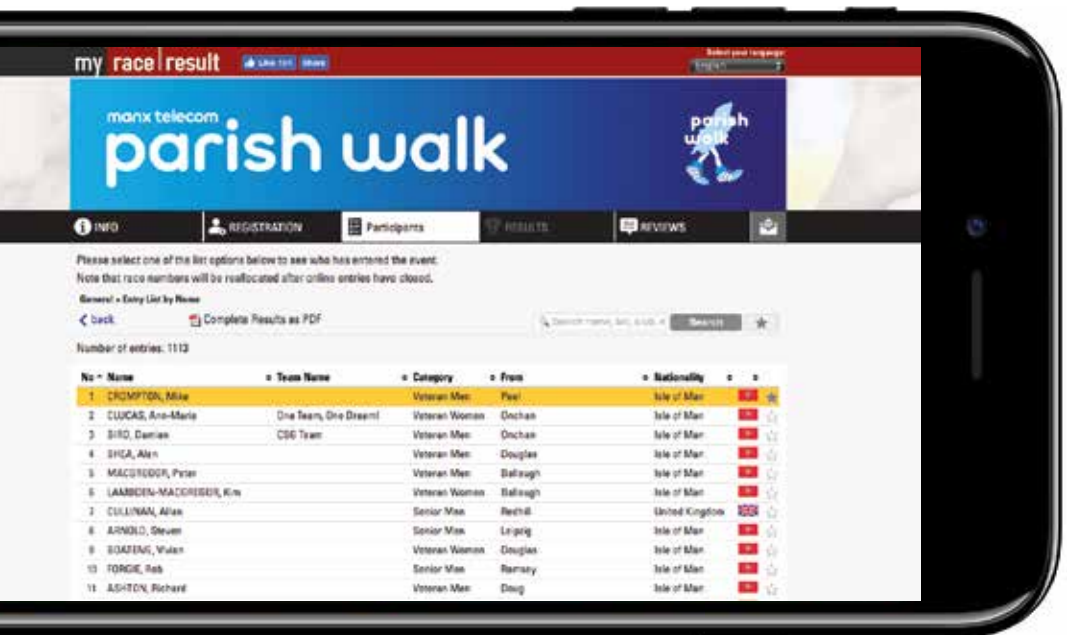 my race|result Like Share
Select your language:
English
manx telecom
parish walk
parish
walk
INFO REGISTRATION Participants RESULTS REVIEWS
Please select one of the list options below to see who has entered the event.
Note that race numbers will be reallocated after online entries have closed.
General » Entry List by Name
back Complete Results as PDF Search name, Search
Number of entries: 1113
No Name Team Name Category From Nationality
1 CROMPTON, Mike Veteran Men Peel Isle of Man
2 CLUCAS, Ann-Marie One Team, One Dream! Veteran Women Onchan Isle of Man
3 BIRD, Damian CSG Team Veteran Men Onchan Isle of Man
4 SHEA, Alan Veteran Men Douglas Isle of Man
5 MACGREGOR, Peter Veteran Men Ballaugh Isle of Man
6 LAMBDEN-MACGREGOR, Kim Veteran Women Ballaugh Isle of Man
7 CULLINAN, Allan Senior Men Redhill United Kingdom
8 ARNOLD, Steven Senior Men Leipzig Isle of Man
9 BOATENG, Vivien Veteran Women Douglas Isle of Man
10 FORGIE, Rob Senior Men Ramsey Isle of Man
11 ASHTON, Richard Veteran Men Doug Isle of Man